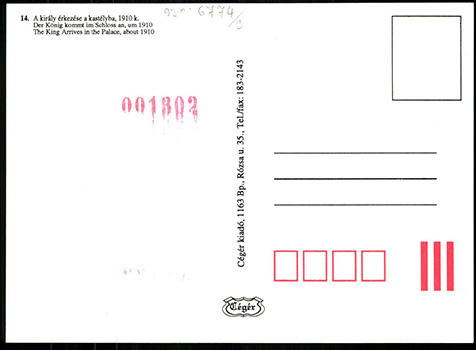 6774/3
14. A király érkezése a kastélyba, 1910 k.
Der König kommt im Schloss an, um 1910
The King Arrives in the Palace, about 1910
001802
Cégér kiadó, 1163 Bp., Rózsa u. 35., Tel./fax: 183-2143
Cégér